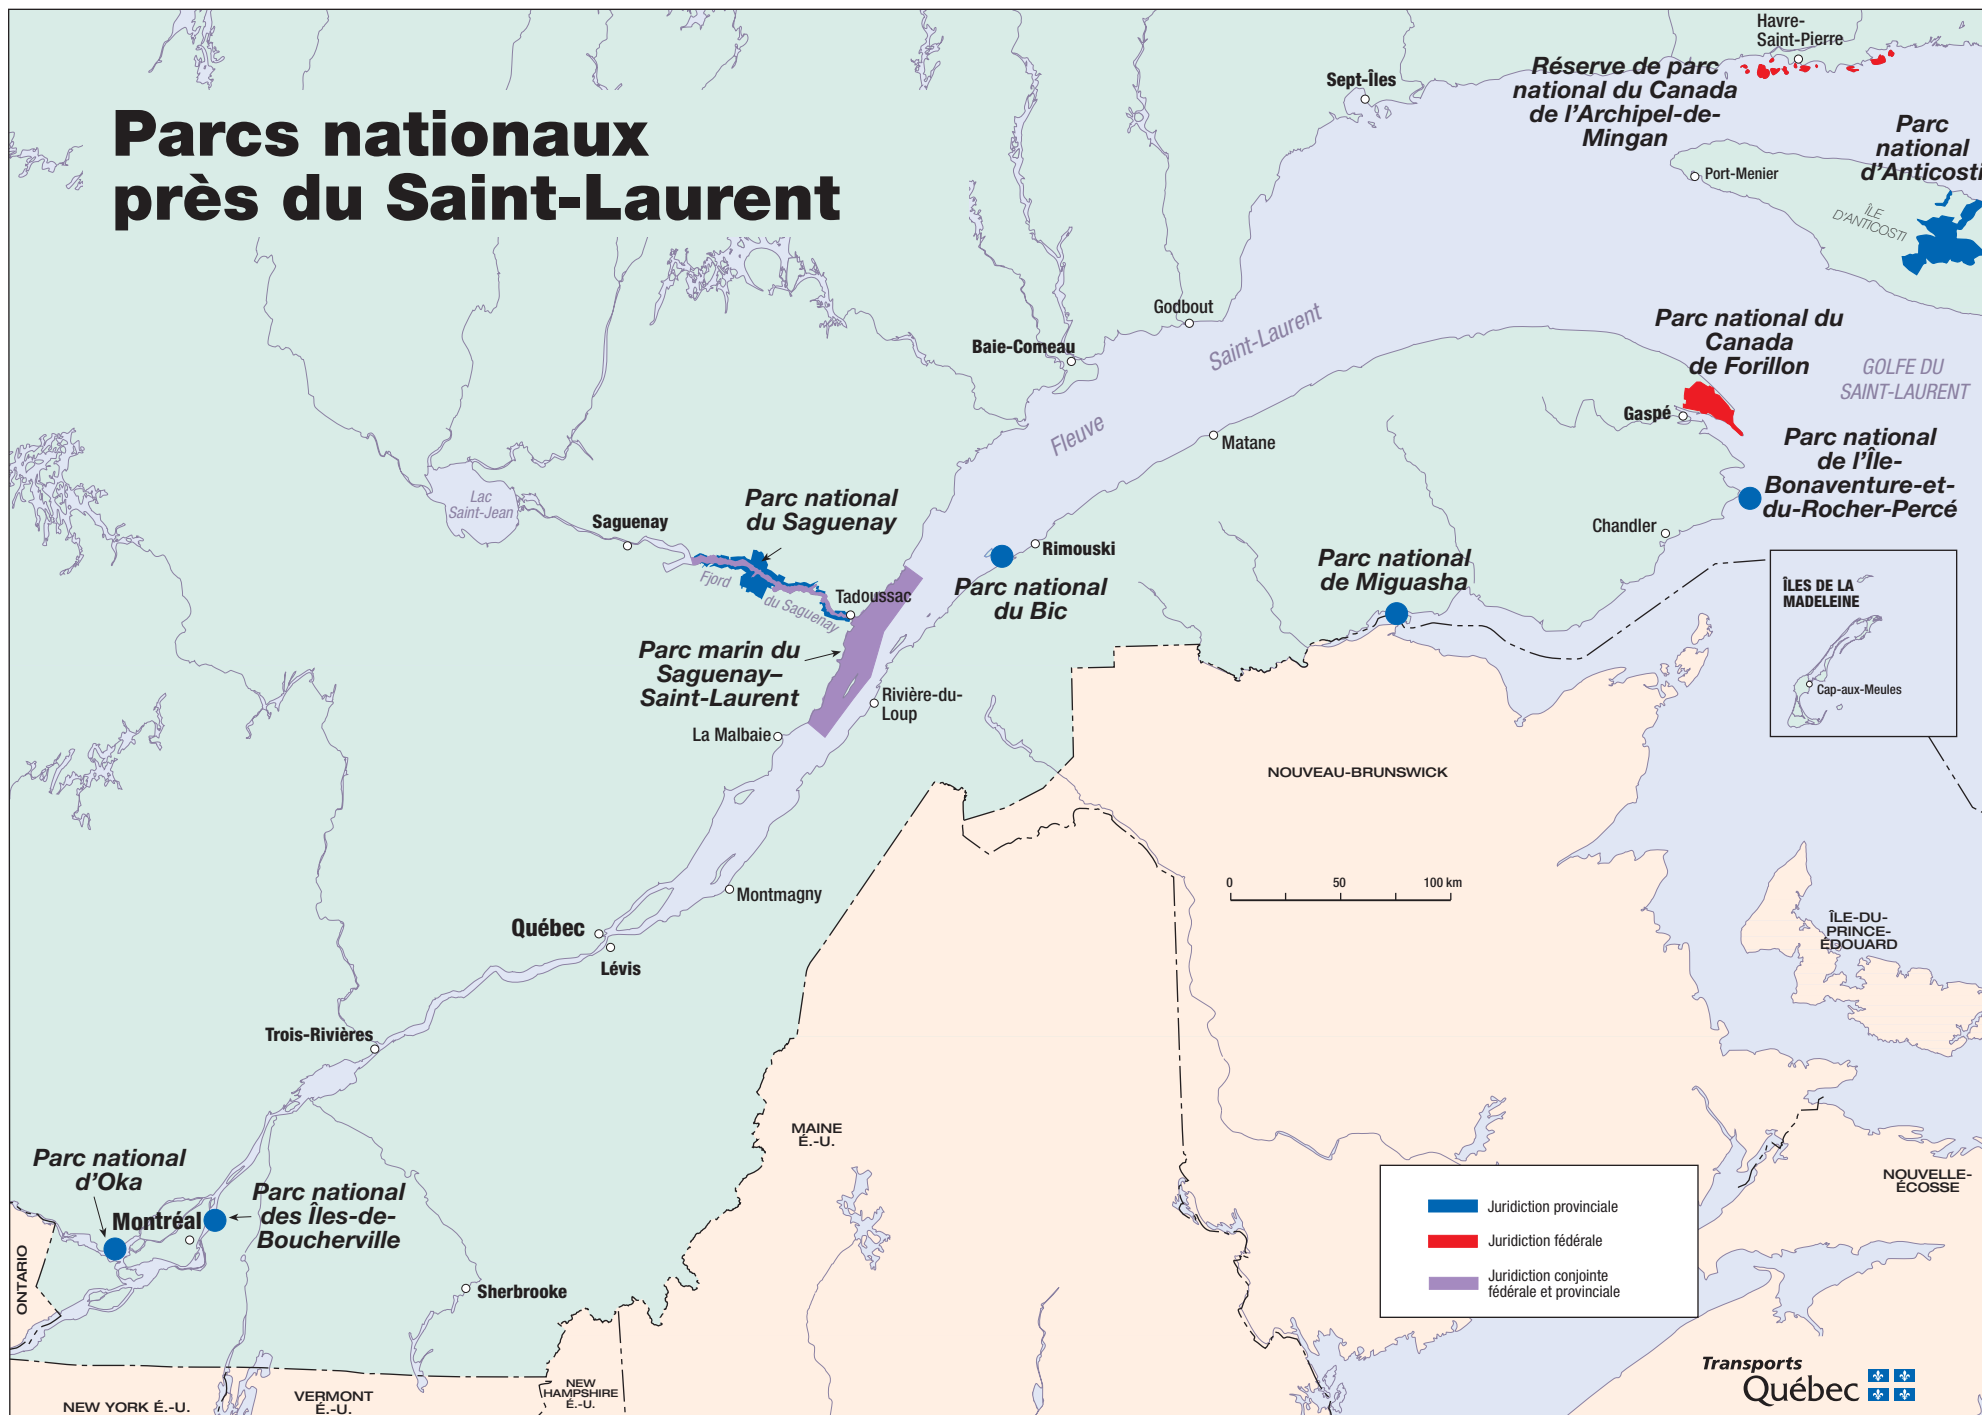 Parcs nationaux
près du Saint-Laurent
Havre-
Saint-Pierre
Sept-Îles
Réserve de parc
national du Canada
de l'Archipel-de-
Mingan
Parc
national
d'Anticosti
Port-Menier
ÎLE
D'ANTICOSTI
Godbout
Baie-Comeau
Fleuve
Saint-Laurent
Parc national du
Canada
de Forillon
GOLFE DU
SAINT-LAURENT
Gaspé
Matane
Parc national
de l'Île-
Bonaventure-et-
du-Rocher-Percé
Chandler
Lac
Saint-Jean
Saguenay
Parc national
du Saguenay
Fjord
du Saguenay
Tadoussac
Rimouski
Parc national
du Bic
Parc national
de Miguasha
ÎLES DE LA
MADELEINE
Cap-aux-Meules
Parc marin du
Saguenay–
Saint-Laurent
Rivière-du-
Loup
La Malbaie
NOUVEAU-BRUNSWICK
0 50 100 km
Montmagny
Québec
Lévis
ÎLE-DU-
PRINCE-
ÉDOUARD
Trois-Rivières
MAINE
É.-U.
Parc national
d'Oka
Montréal
Parc national
des Îles-de-
Boucherville
NOUVELLE-
ÉCOSSE
Juridiction provinciale
Juridiction fédérale
Juridiction conjointe
fédérale et provinciale
ONTARIO
Sherbrooke
NEW YORK É.-U.
VERMONT
É.-U.
NEW
HAMPSHIRE
É.-U.
Transports
Québec